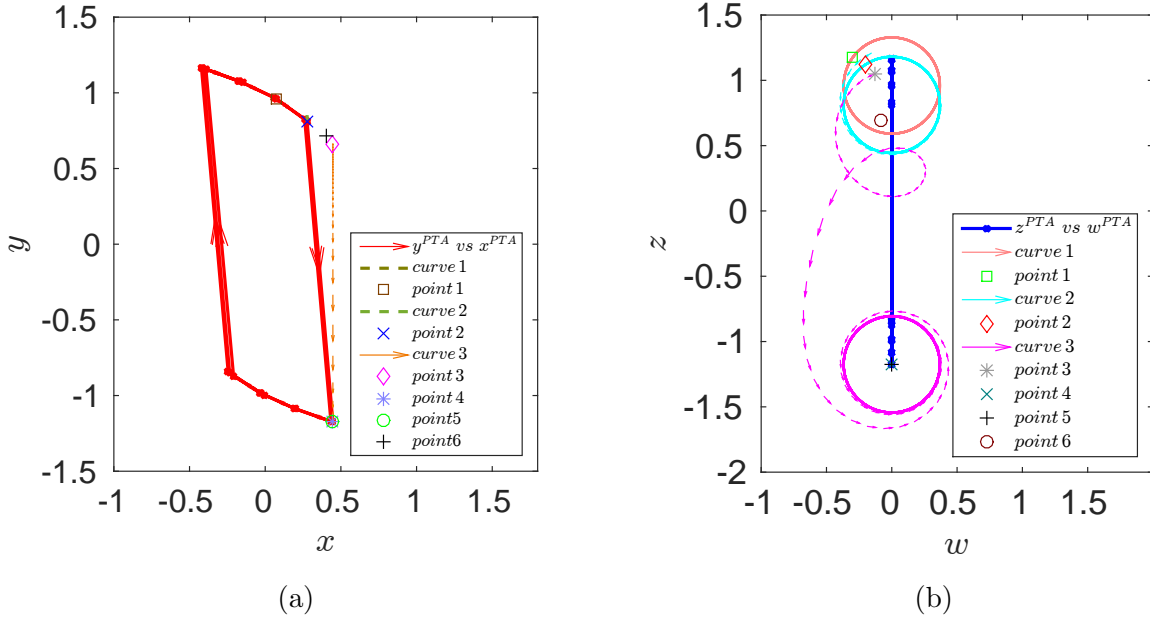 1.5
1
0.5
0
-0.5
-1
-1.5
y
-1 -0.5 0 0.5 1 1.5
x
y^PTA vs x^PTA
curve 1
point 1
curve 2
point 2
curve 3
point 3
point 4
point5
point6
(a)
1.5
1
0.5
0
-0.5
-1
-1.5
-2
z
-1 -0.5 0 0.5 1 1.5
w
z^PTA vs w^PTA
curve 1
point 1
curve 2
point 2
curve 3
point 3
point 4
point 5
point 6
(b)